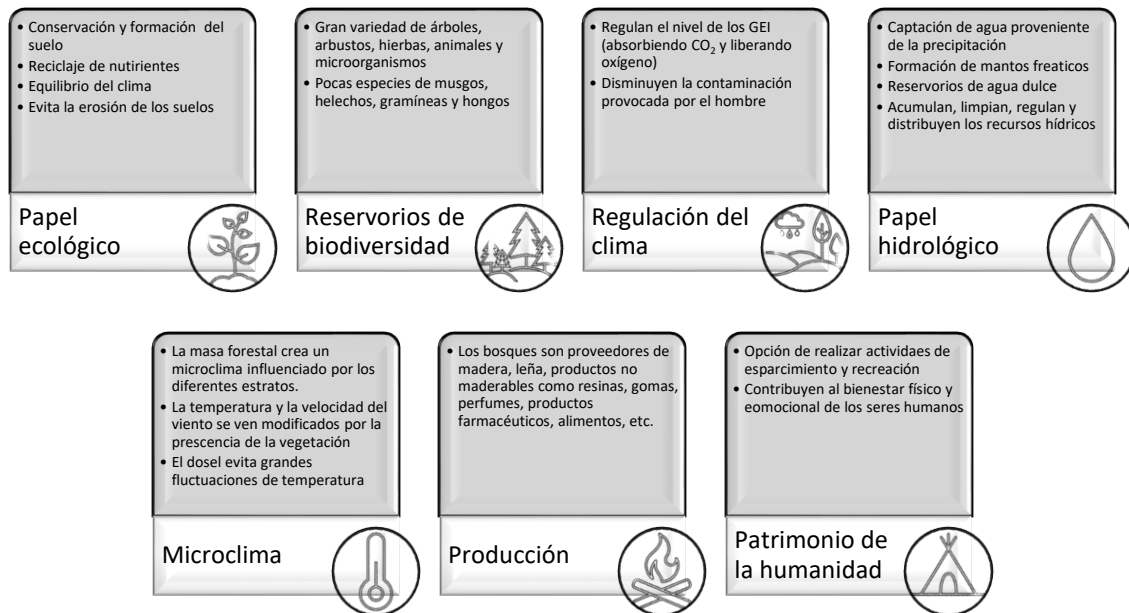 • Conservación y formación del
suelo
• Reciclaje de nutirientes
• Equilibrio del clima
• Evita la erosión de los suelos
Papel
ecológico
• Gran variedad de árboles,
arbustos, hierbas, animales y
microorganismos
• Pocas especies de musgos,
helechos, gramíneas y hongos
Reservorios de
biodiversidad
• Regulan el nivel de los GEI
(absorbiendo CO₂ y liberando
oxígeno)
• Disminuyen la contaminación
provocada por el hombre
Regulación del
clima
• Captación de agua proveniente
de la precipitación
• Formación de mantos freaticos
• Reservorios de agua dulce
• Acumulan, limpian, regulan y
distribuyen los recursos hídricos
Papel
hidrológico
• La masa forestal crea un
microclima influenciado por los
diferentes estratos.
• La temperatura y la velocidad del
viento se ven modificados por la
prescencia de la vegetación
• El dosel evita grandes
fluctuaciones de temperatura
Microclima
• Los bosques son proveedores de
madera, leña, productos no
maderables como resinas, gomas,
perfumes, productos
farmacéuticos, alimentos, etc.
Producción
• Opción de realizar actividaes de
esparcimiento y recreación
• Contribuyen al bienestar físico y
eomocional de los seres humanos
Patrimonio de
la humanidad